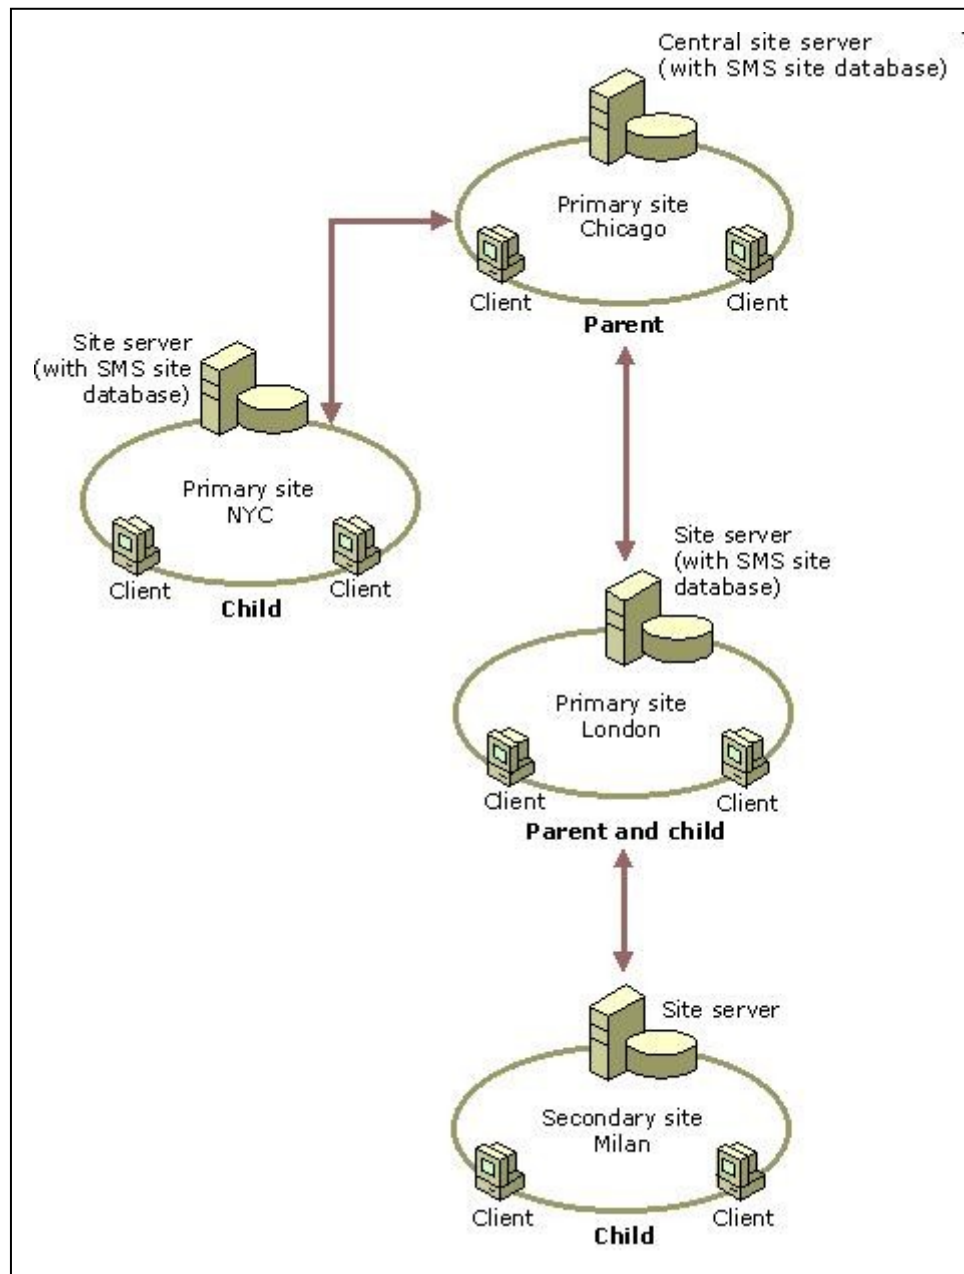 Central site server
(with SMS site database)
Primary site
Chicago
Client
Client
Parent
Site server
(with SMS site
database)
Primary site
NYC
Client
Client
Child
Site server
(with SMS site
database)
Primary site
London
Client
Client
Parent and child
Site server
Secondary site
Milan
Client
Client
Child